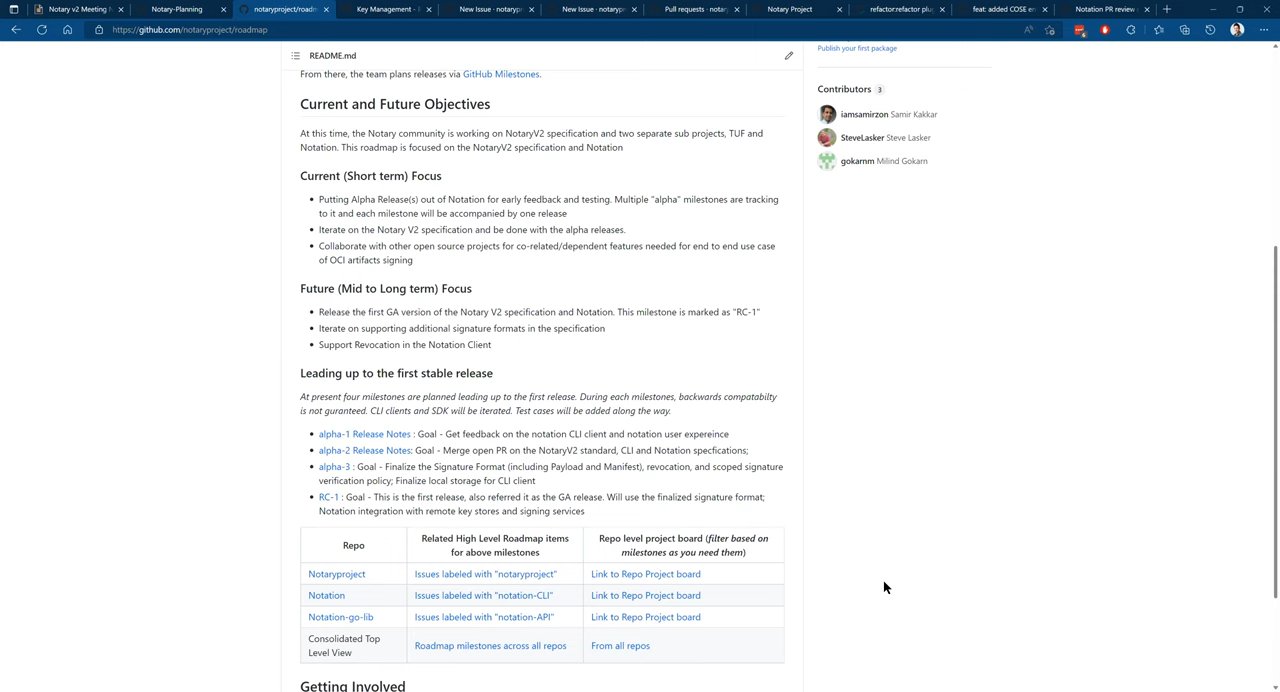 Notary v2 Meeting N
Notary-Planning
notaryproject/roadm
Key Management - F
New Issue · notaryp
New Issue · notaryp
Pull requests · notary
Notary Project
refactor:refactor plug
feat: added COSE en
Notation PR review
https://github.com/notaryproject/roadmap
README.md
From there, the team plans releases via GitHub Milestones.
Current and Future Objectives
At this time, the Notary community is working on NotaryV2 specification and two separate sub projects, TUF and
Notation. This roadmap is focused on the NotaryV2 specification and Notation
Current (Short term) Focus
• Putting Alpha Release(s) out of Notation for early feedback and testing. Multiple "alpha" milestones are tracking
to it and each milestone will be accompanied by one release
• Iterate on the Notary V2 specification and be done with the alpha releases.
• Collaborate with other open source projects for co-related/dependent features needed for end to end use case
of OCI artifacts signing
Future (Mid to Long term) Focus
• Release the first GA version of the Notary V2 specification and Notation. This milestone is marked as "RC-1"
• Iterate on supporting additional signature formats in the specification
• Support Revocation in the Notation Client
Leading up to the first stable release
At present four milestones are planned leading up to the first release. During each milestones, backwards compatabilty
is not guranteed. CLI clients and SDK will be iterated. Test cases will be added along the way.
• alpha-1 Release Notes : Goal - Get feedback on the notation CLI client and notation user expereince
• alpha-2 Release Notes: Goal - Merge open PR on the NotaryV2 standard, CLI and Notation specfications;
• alpha-3 : Goal - Finalize the Signature Format (including Payload and Manifest), revocation, and scoped signature
verification policy; Finalize local storage for CLI client
• RC-1 : Goal - This is the first release, also referred it as the GA release. Will use the finalized signature format;
Notation integration with remote key stores and signing services
Repo
Related High Level Roadmap items
for above milestones
Repo level project board (filter based on
milestones as you need them)
Notaryproject
Issues labeled with "notaryproject"
Link to Repo Project board
Notation
Issues labeled with "notation-CLI"
Link to Repo Project board
Notation-go-lib
Issues labeled with "notation-API"
Link to Repo Project board
Consolidated Top
Level View
Roadmap milestones across all repos
From all repos
Getting Involved
Publish your first package
Contributors 3
iamsamirzon Samir Kakkar
SteveLasker Steve Lasker
gokarnm Milind Gokarn